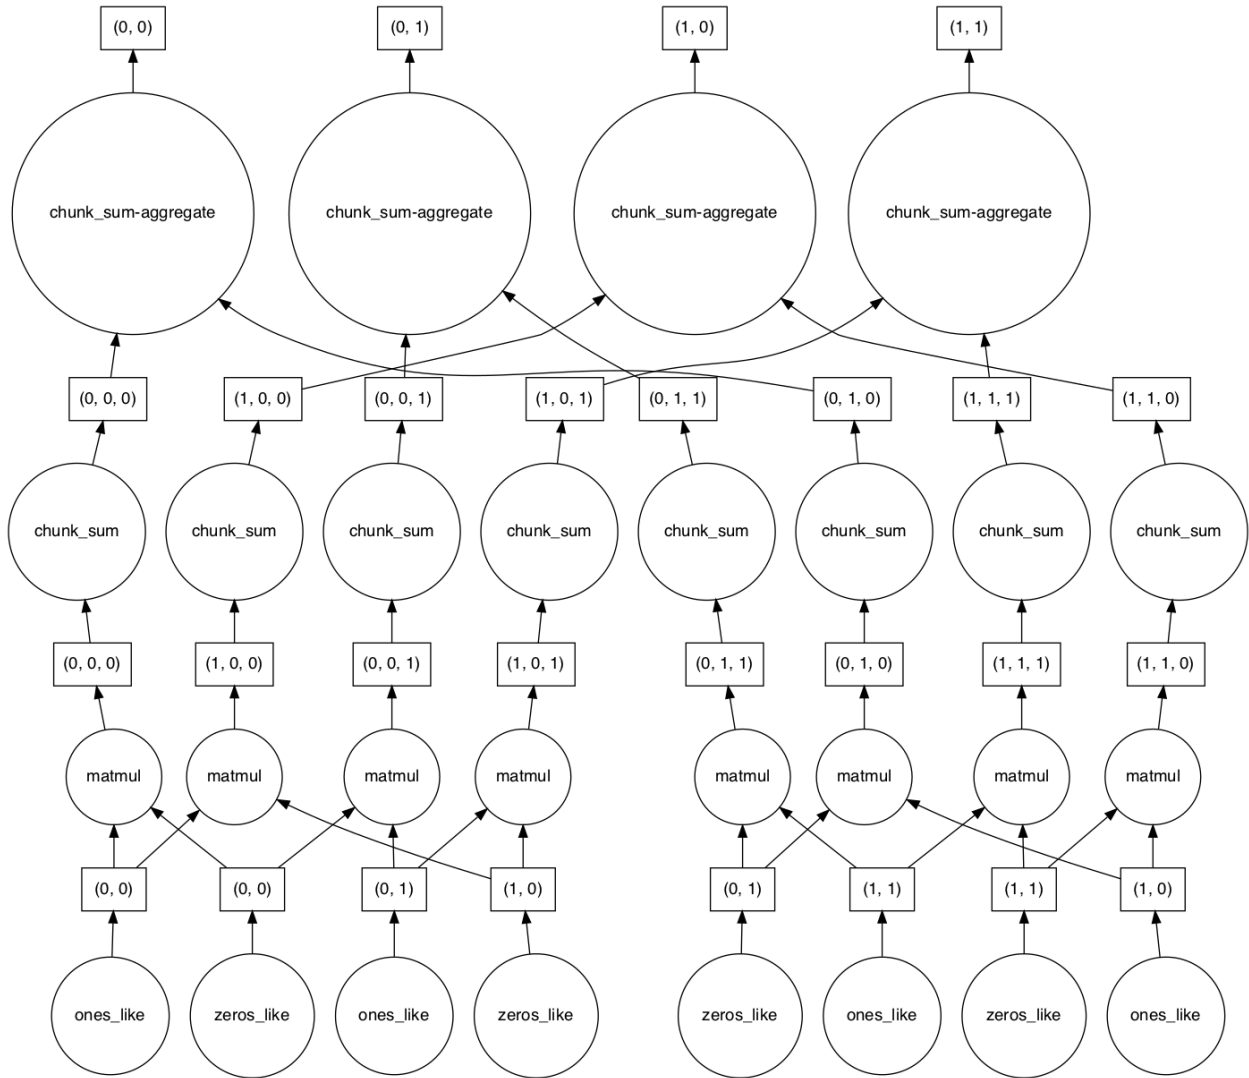 (0, 0)
(0, 1)
(1, 0)
(1, 1)
chunk_sum-aggregate
chunk_sum-aggregate
chunk_sum-aggregate
chunk_sum-aggregate
(0, 0, 0)
(1, 0, 0)
(0, 0, 1)
(1, 0, 1)
(0, 1, 1)
(0, 1, 0)
(1, 1, 1)
(1, 1, 0)
chunk_sum
chunk_sum
chunk_sum
chunk_sum
chunk_sum
chunk_sum
chunk_sum
chunk_sum
(0, 0, 0)
(1, 0, 0)
(0, 0, 1)
(1, 0, 1)
(0, 1, 1)
(0, 1, 0)
(1, 1, 1)
(1, 1, 0)
matmul
matmul
matmul
matmul
matmul
matmul
matmul
matmul
(0, 0)
(0, 0)
(0, 1)
(1, 0)
(0, 1)
(1, 1)
(1, 1)
(1, 0)
ones_like
zeros_like
ones_like
zeros_like
zeros_like
ones_like
zeros_like
ones_like